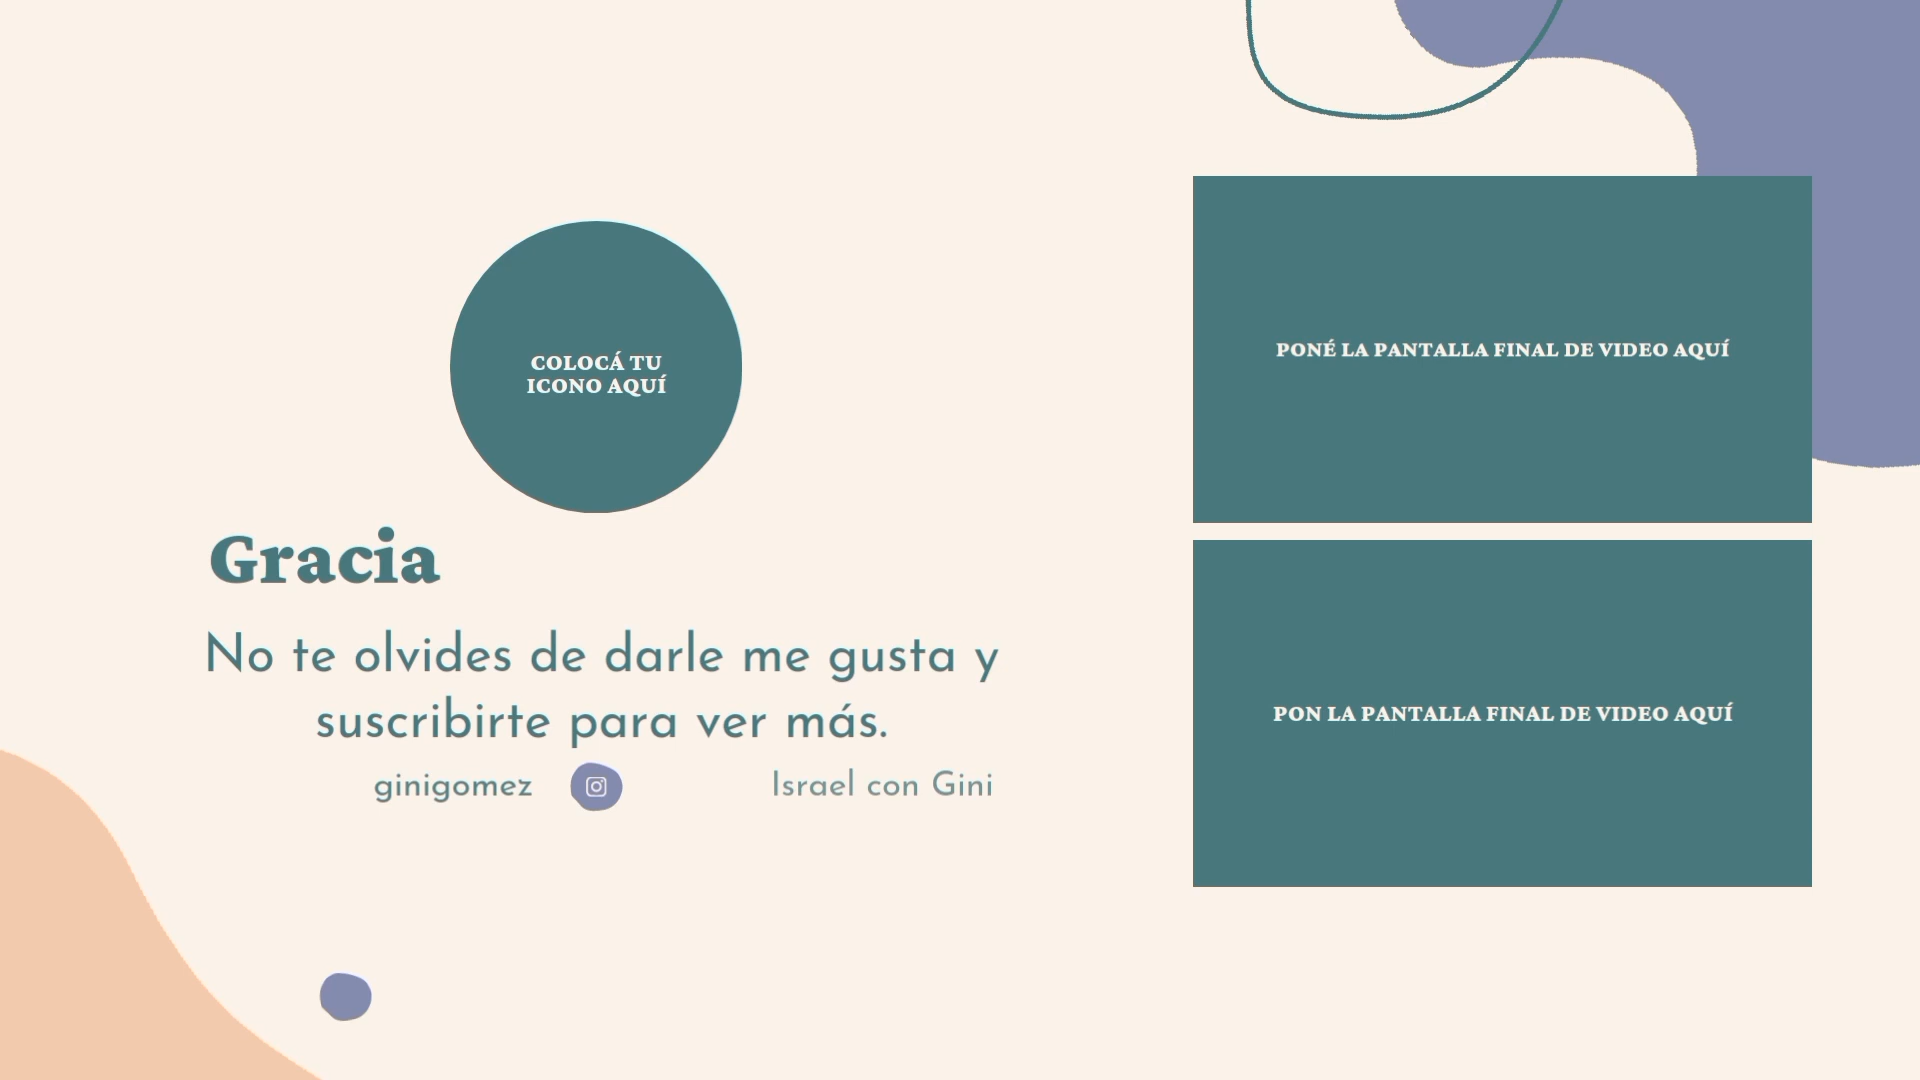 COLOCÁ TU
ICONO AQUÍ
Gracia
No te olvides de darle me gusta y
suscribirte para ver más.
ginigomez
Israel con Gini
PONÉ LA PANTALLA FINAL DE VIDEO AQUÍ
PON LA PANTALLA FINAL DE VIDEO AQUÍ